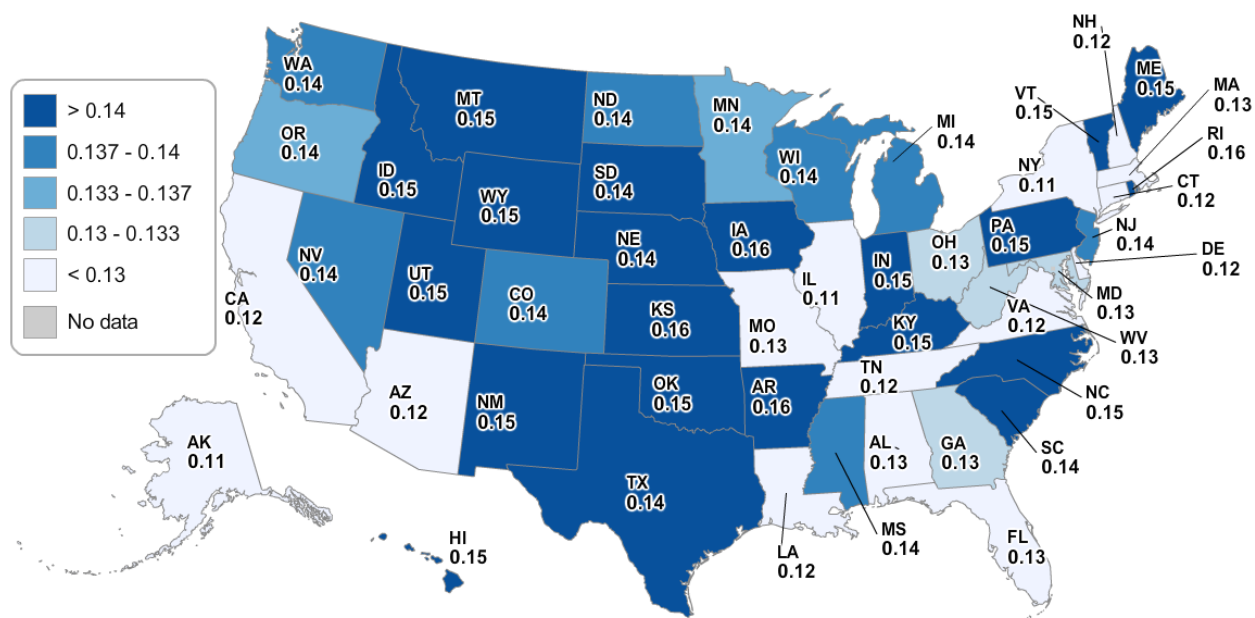 > 0.14
0.137 - 0.14
0.133 - 0.137
0.13 - 0.133
< 0.13
No data
WA
0.14
OR
0.14
CA
0.12
ID
0.15
NV
0.14
MT
0.15
WY
0.15
UT
0.15
AZ
0.12
CO
0.14
NM
0.15
ND
0.14
SD
0.14
NE
0.14
KS
0.16
OK
0.15
TX
0.14
MN
0.14
IA
0.16
MO
0.13
AR
0.16
LA
0.12
WI
0.14
IL
0.11
MI
0.14
IN
0.15
OH
0.13
KY
0.15
TN
0.12
MS
0.14
AL
0.13
GA
0.13
FL
0.13
SC
0.14
NC
0.15
VA
0.12
WV
0.13
MD
0.13
DE
0.12
PA
0.15
NJ
0.14
NY
0.11
CT
0.12
RI
0.16
MA
0.13
VT
0.15
NH
0.12
ME
0.15
AK
0.11
HI
0.15